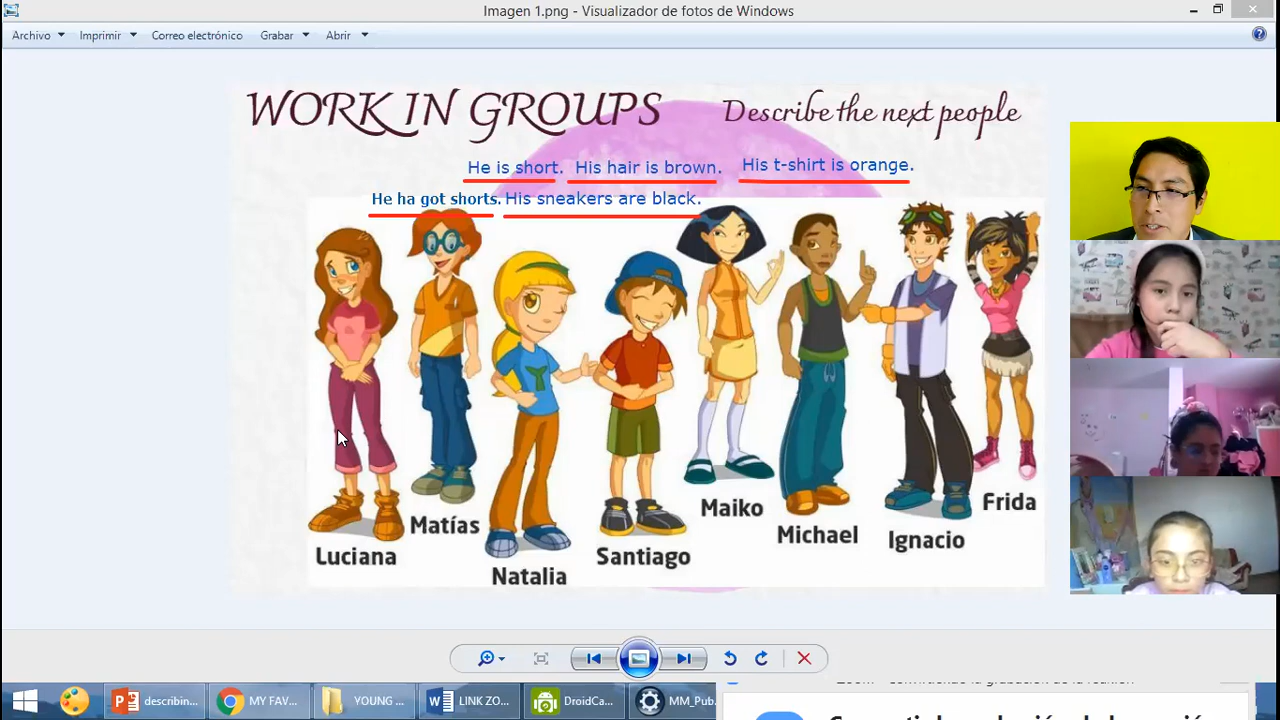 Imagen 1.png - Visualizador de fotos de Windows
Archivo Imprimir Correo electrónico Grabar Abrir
WORK IN GROUPS Describe the next people
He is short. His hair is brown. His t-shirt is orange.
He ha got shorts. His sneakers are black.
Luciana
Matías
Natalia
Santiago
Maiko
Michael
Ignacio
Frida
describin... MY FAV... YOUNG ... LINK ZO... DroidCa... MM_Pub.